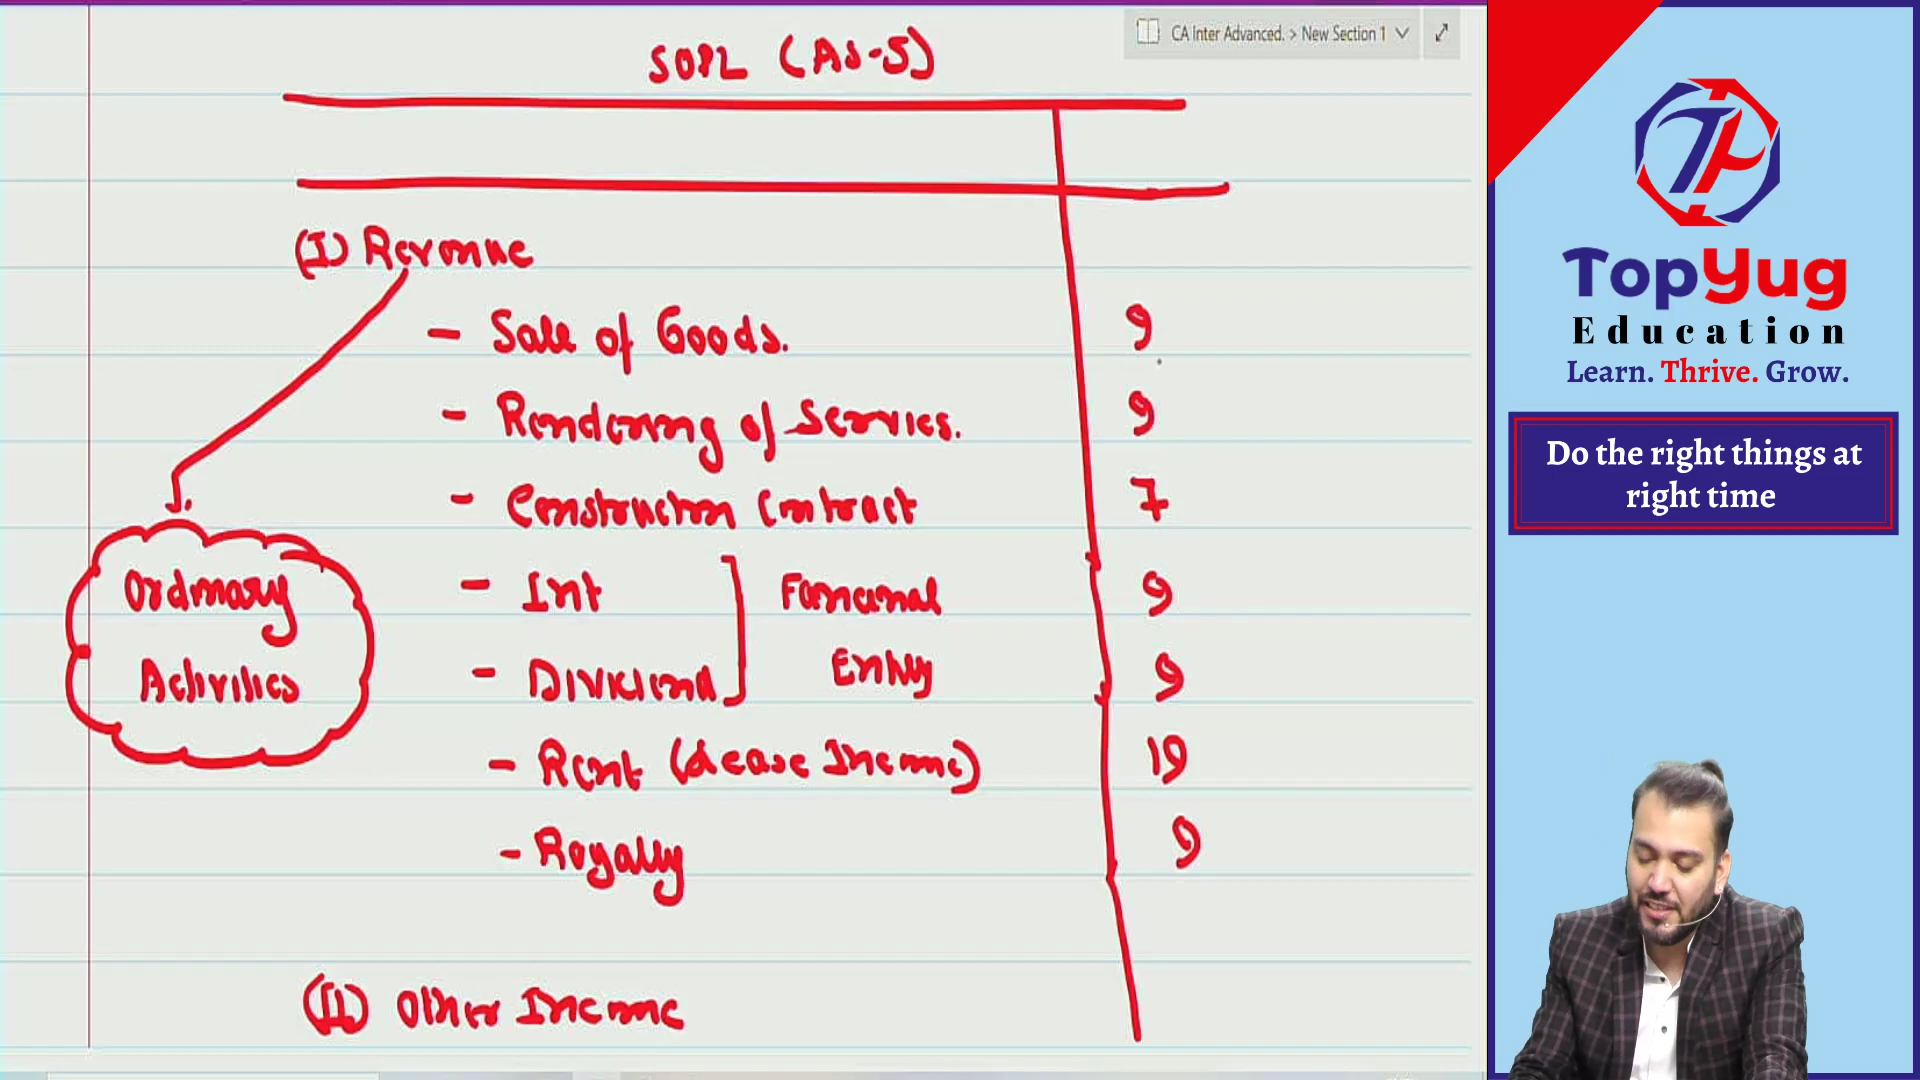 CA Inter Advanced. > New Section 1
SOPL (AS-5)
(I) Revenue
- Sale of Goods. 9
- Rendering of Services. 9
- Construction Contract 7
- Int 9
- Dividend 9
Financial
Entity
- Rent (Lease Income) 19
- Royalty 9
Ordinary
Activities
(II) Other Income
TopYug
Education
Learn. Thrive. Grow.
Do the right things at
right time